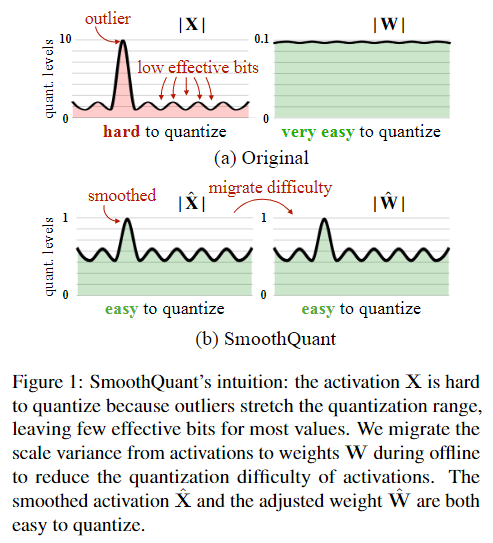 outlier
|X|
|W|
quant. levels
10
0
low effective bits
0.1
0
hard to quantize
very easy to quantize
(a) Original
smoothed
|X̂|
migrate difficulty
|Ŵ|
quant. levels
1
0
1
0
easy to quantize
easy to quantize
(b) SmoothQuant
Figure 1: SmoothQuant's intuition: the activation X is hard
to quantize because outliers stretch the quantization range,
leaving few effective bits for most values. We migrate the
scale variance from activations to weights W during offline
to reduce the quantization difficulty of activations. The
smoothed activation X̂ and the adjusted weight Ŵ are both
easy to quantize.